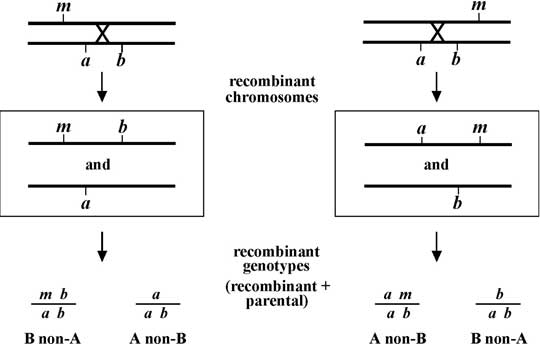 m
m
a b
a b
recombinant
chromosomes
m b
and
a
a m
and
b
recombinant
genotypes
(recombinant +
parental)
m b
a b
B non-A
a
a b
A non-B
a m
a b
A non-B
b
a b
B non-A